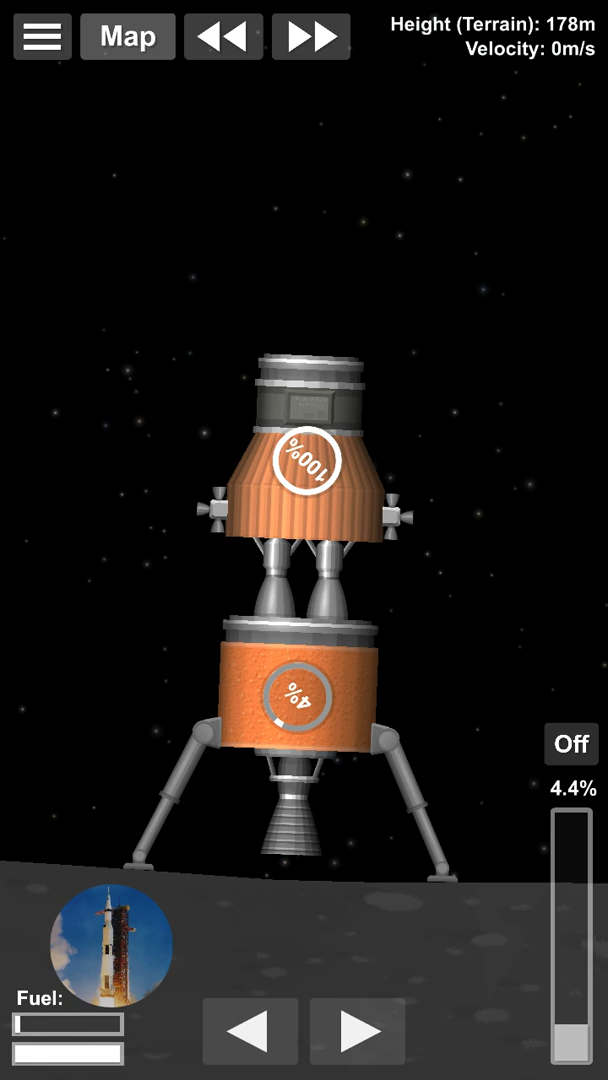 Map
Height (Terrain): 178m
Velocity: 0m/s
100%
4%
Off
4.4%
Fuel: